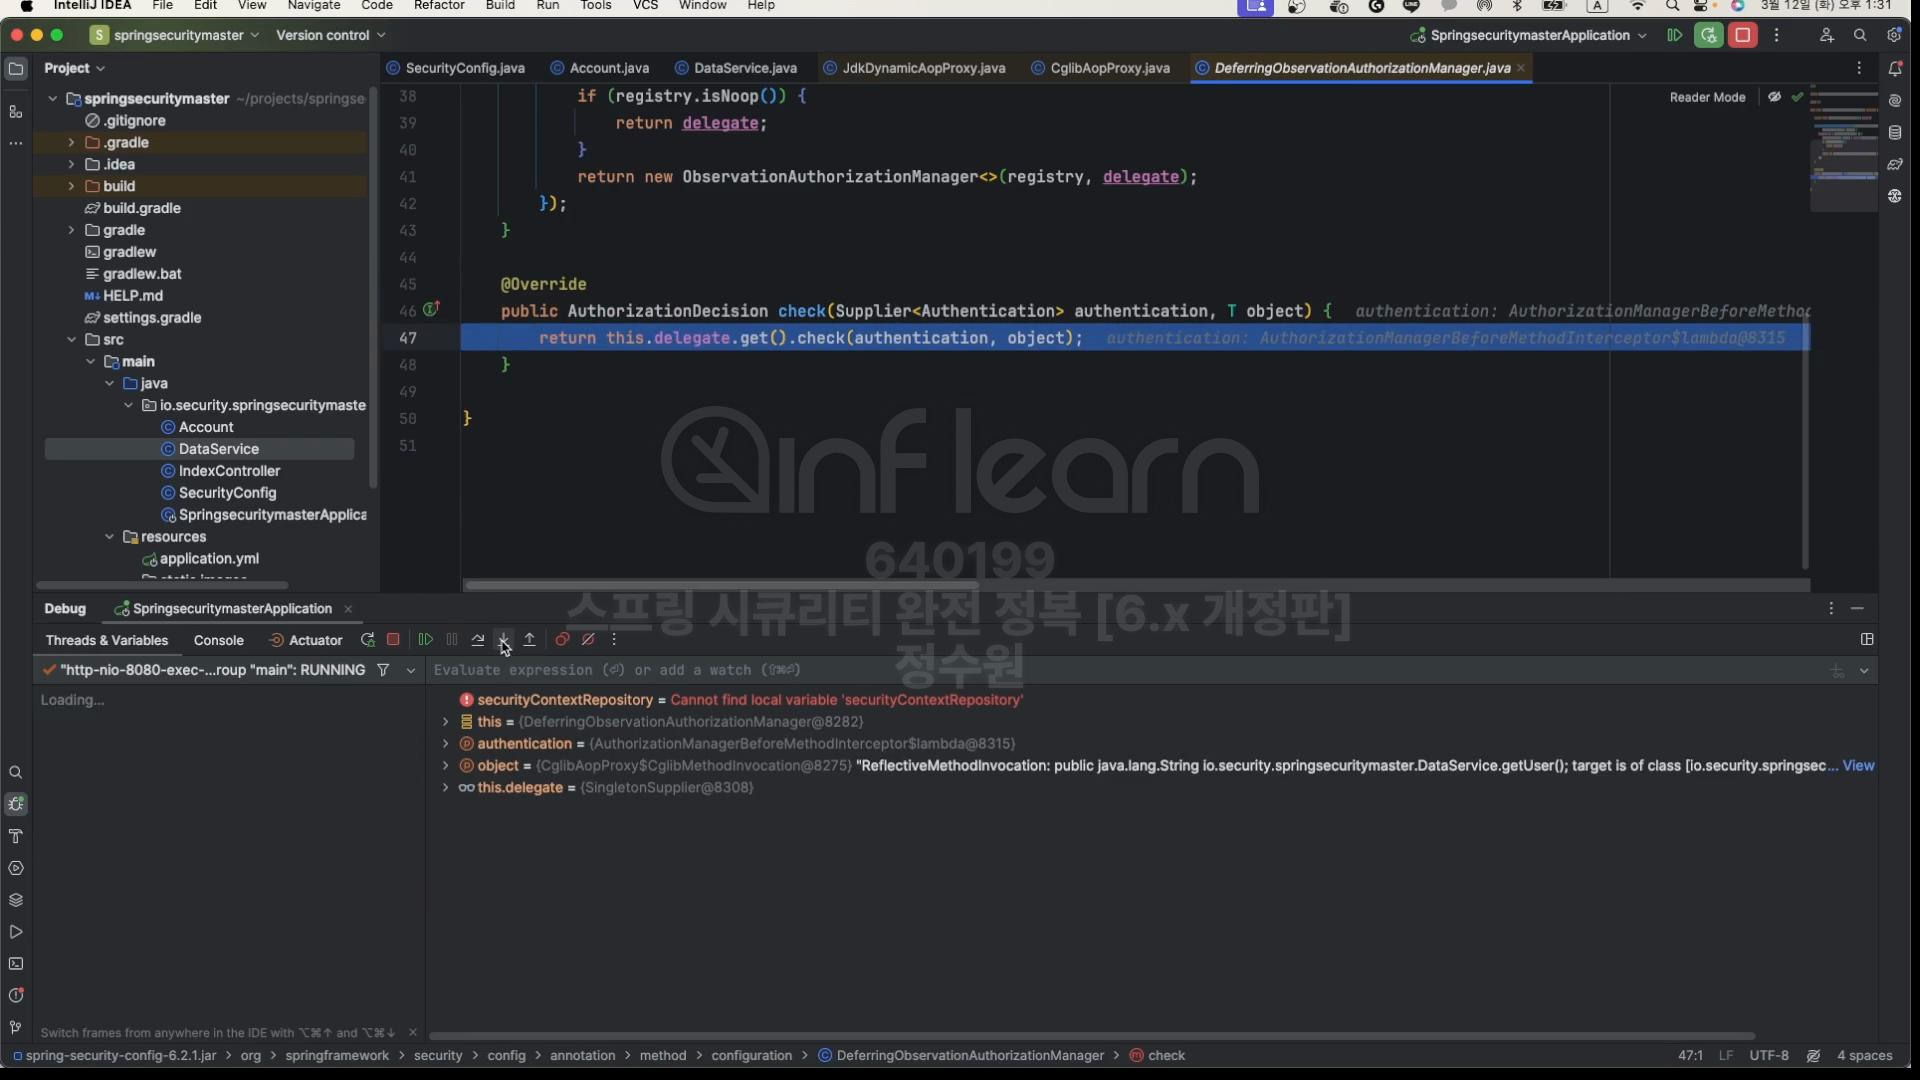 IntelliJ IDEA File Edit View Navigate Code Refactor Build Run Tools VCS Window Help A 3월 12일 (화) 오후 1:31
S springsecuritymaster Version control SpringsecuritymasterApplication
Project
SecurityConfig.java Account.java DataService.java JdkDynamicAopProxy.java CglibAopProxy.java DeferringObservationAuthorizationManager.java
Reader Mode
springsecuritymaster ~/projects/springse
.gitignore
.gradle
.idea
build
build.gradle
gradle
gradlew
gradlew.bat
HELP.md
settings.gradle
src
main
java
io.security.springsecuritymaste
Account
DataService
IndexController
SecurityConfig
SpringsecuritymasterApplica
resources
application.yml
38 if (registry.isNoop()) {
39 return delegate;
40 }
41 return new ObservationAuthorizationManager<>(registry, delegate);
42 });
43 }
44
45 @Override
46 public AuthorizationDecision check(Supplier<Authentication> authentication, T object) { authentication: AuthorizationManagerBeforeMethod
47 return this.delegate.get().check(authentication, object); authentication: AuthorizationManagerBeforeMethodInterceptor$lambda@8315
48 }
49
50 }
51
inflearn
640199
스프링 시큐리티 완전 정복 [6.x 개정판]
정수원
Debug SpringsecuritymasterApplication
Threads & Variables Console Actuator
"http-nio-8080-exec-...roup "main": RUNNING
Evaluate expression (⏎) or add a watch (⇧⌘⏎)
Loading...
securityContextRepository = Cannot find local variable 'securityContextRepository'
this = {DeferringObservationAuthorizationManager@8282}
authentication = {AuthorizationManagerBeforeMethodInterceptor$lambda@8315}
object = {CglibAopProxy$CglibMethodInvocation@8275} "ReflectiveMethodInvocation: public java.lang.String io.security.springsecuritymaster.DataService.getUser(); target is of class [io.security.springsec... View
this.delegate = {SingletonSupplier@8308}
Switch frames from anywhere in the IDE with ⌥⌘↑ and ⌥⌘↓
spring-security-config-6.2.1.jar > org > springframework > security > config > annotation > method > configuration > DeferringObservationAuthorizationManager > check
47:1 LF UTF-8 4 spaces